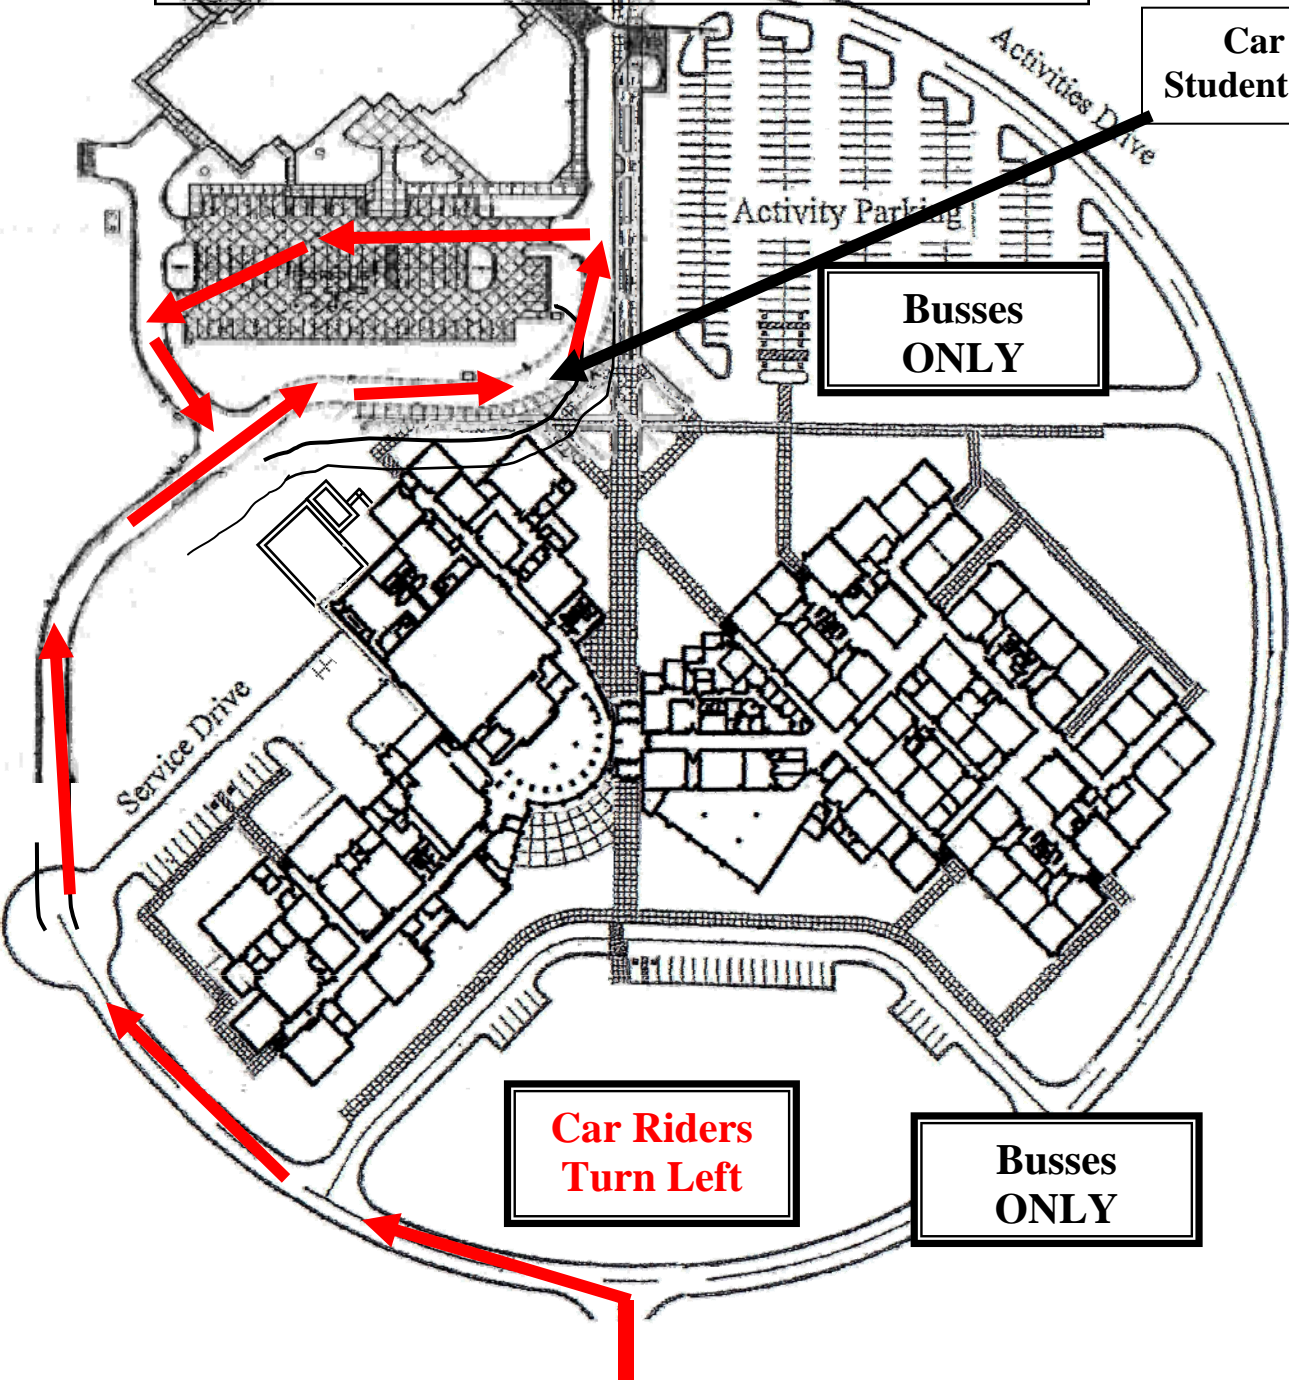 Car
Student
Activities Drive
Activity Parking
Busses
ONLY
Service Drive
Car Riders
Turn Left
Busses
ONLY